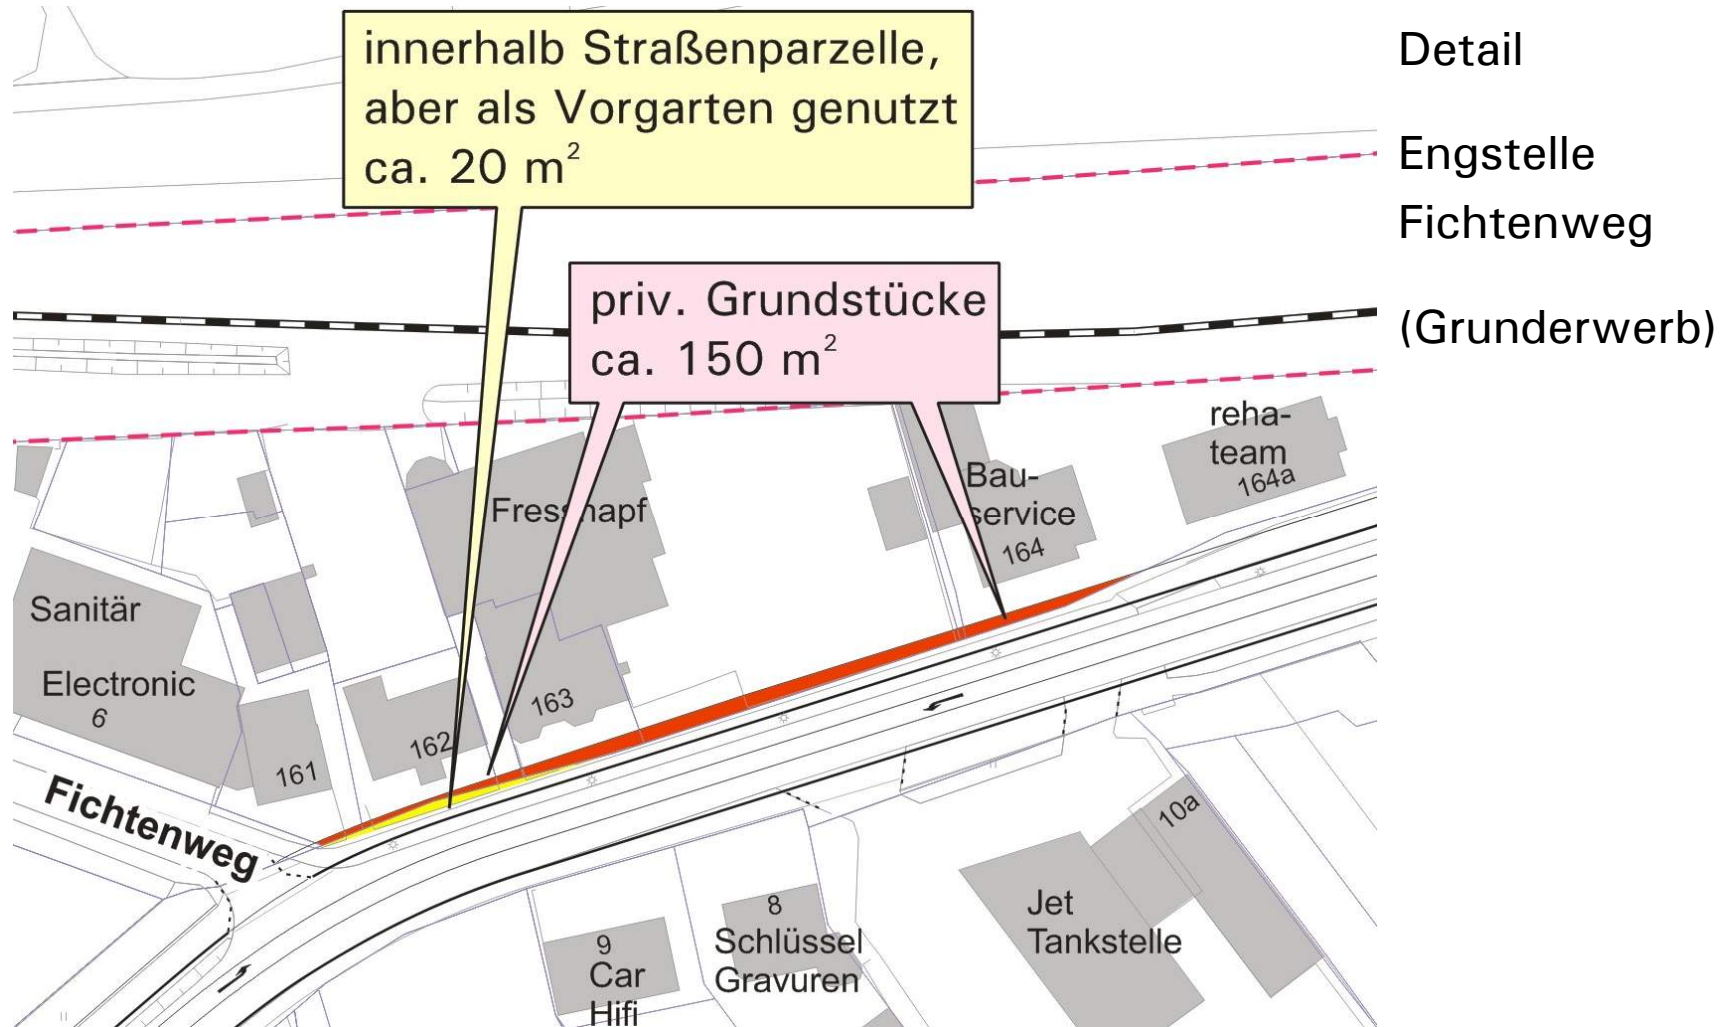 innerhalb Straßenparzelle,
aber als Vorgarten genutzt
ca. 20 m²
priv. Grundstücke
ca. 150 m²
Detail
Engstelle
Fichtenweg
(Grunderwerb)
reha-
team
164a
Bau-
service
164
Fressnapf
Sanitär
Electronic
6
163
162
161
Fichtenweg
10a
Jet
Tankstelle
8
Schlüssel
Gravuren
9
Car
Hifi